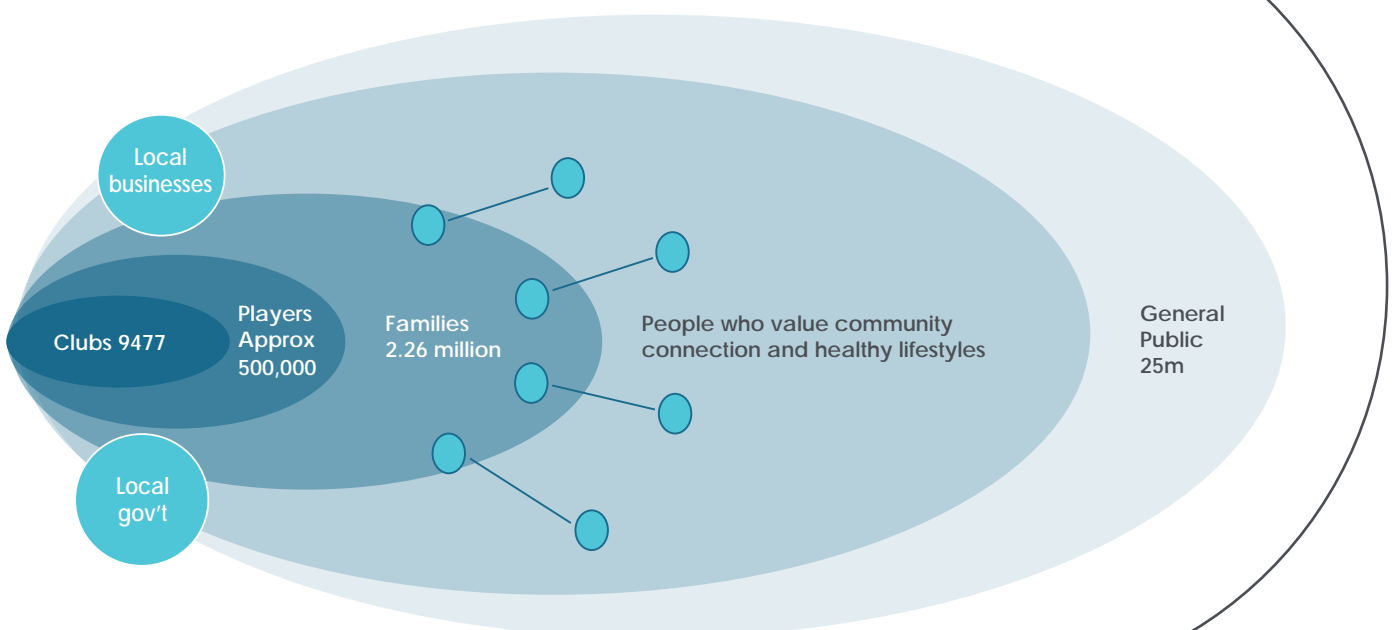 Local
businesses
Clubs 9477
Players
Approx
500,000
Families
2.26 million
People who value community
connection and healthy lifestyles
General
Public
25m
Local
gov't